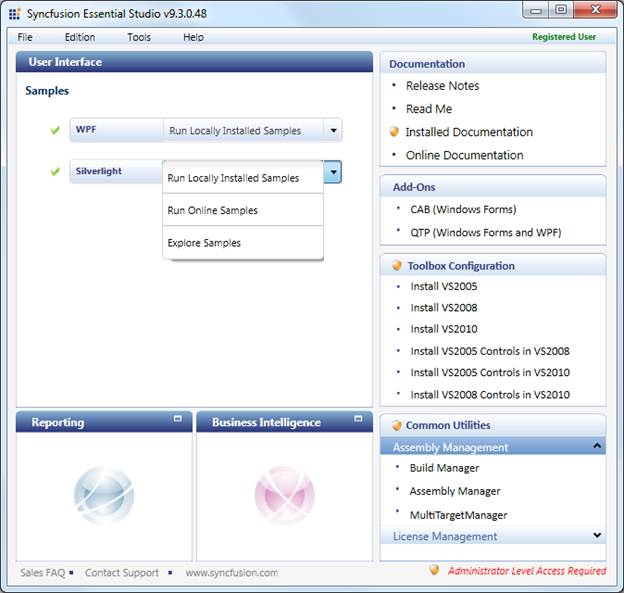 Syncfusion Essential Studio v9.3.0.48
File Edition Tools Help Registered User
User Interface
Samples
WPF Run Locally Installed Samples
Silverlight
Run Locally Installed Samples
Run Online Samples
Explore Samples
Reporting
Business Intelligence
Documentation
Release Notes
Read Me
Installed Documentation
Online Documentation
Add-Ons
CAB (Windows Forms)
QTP (Windows Forms and WPF)
Toolbox Configuration
Install VS2005
Install VS2008
Install VS2010
Install VS2005 Controls in VS2008
Install VS2005 Controls in VS2010
Install VS2008 Controls in VS2010
Common Utilities
Assembly Management
Build Manager
Assembly Manager
MultiTargetManager
License Management
Sales FAQ Contact Support www.syncfusion.com
Administrator Level Access Required